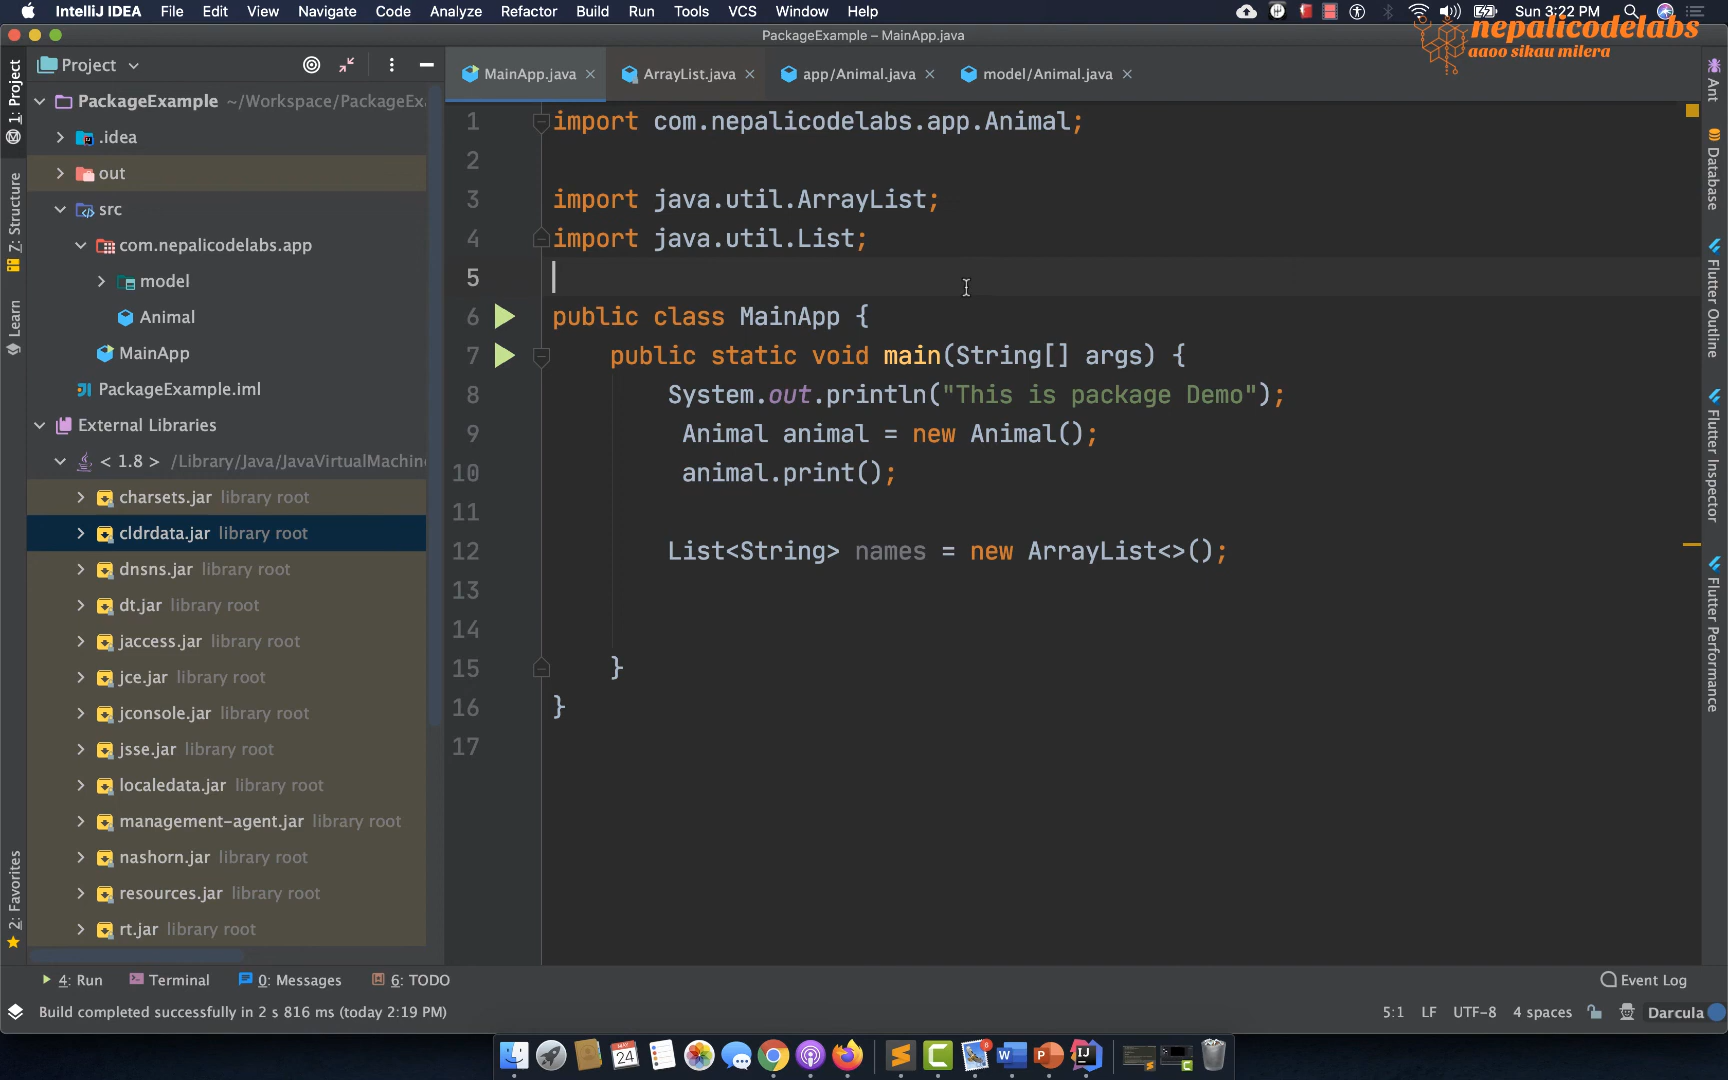 IntelliJ IDEA File Edit View Navigate Code Analyze Refactor Build Run Tools VCS Window Help Sun 3:22 PM
nepalicodelabs
aaoo sikau milera
PackageExample – MainApp.java
Project
MainApp.java ArrayList.java app/Animal.java model/Animal.java
PackageExample ~/Workspace/PackageEx
.idea
out
src
com.nepalicodelabs.app
model
Animal
MainApp
PackageExample.iml
External Libraries
< 1.8 > /Library/Java/JavaVirtualMachine
charsets.jar library root
cldrdata.jar library root
dnsns.jar library root
dt.jar library root
jaccess.jar library root
jce.jar library root
jconsole.jar library root
jsse.jar library root
localedata.jar library root
management-agent.jar library root
nashorn.jar library root
resources.jar library root
rt.jar library root
1 import com.nepalicodelabs.app.Animal;
2
3 import java.util.ArrayList;
4 import java.util.List;
5
6 public class MainApp {
7 public static void main(String[] args) {
8 System.out.println("This is package Demo");
9 Animal animal = new Animal();
10 animal.print();
11
12 List<String> names = new ArrayList<>();
13
14
15 }
16 }
17
1: Project
7: Structure
Learn
2: Favorites
Ant
Database
Flutter Outline
Flutter Inspector
Flutter Performance
4: Run Terminal 0: Messages 6: TODO Event Log
Build completed successfully in 2 s 816 ms (today 2:19 PM) 5:1 LF UTF-8 4 spaces Darcula